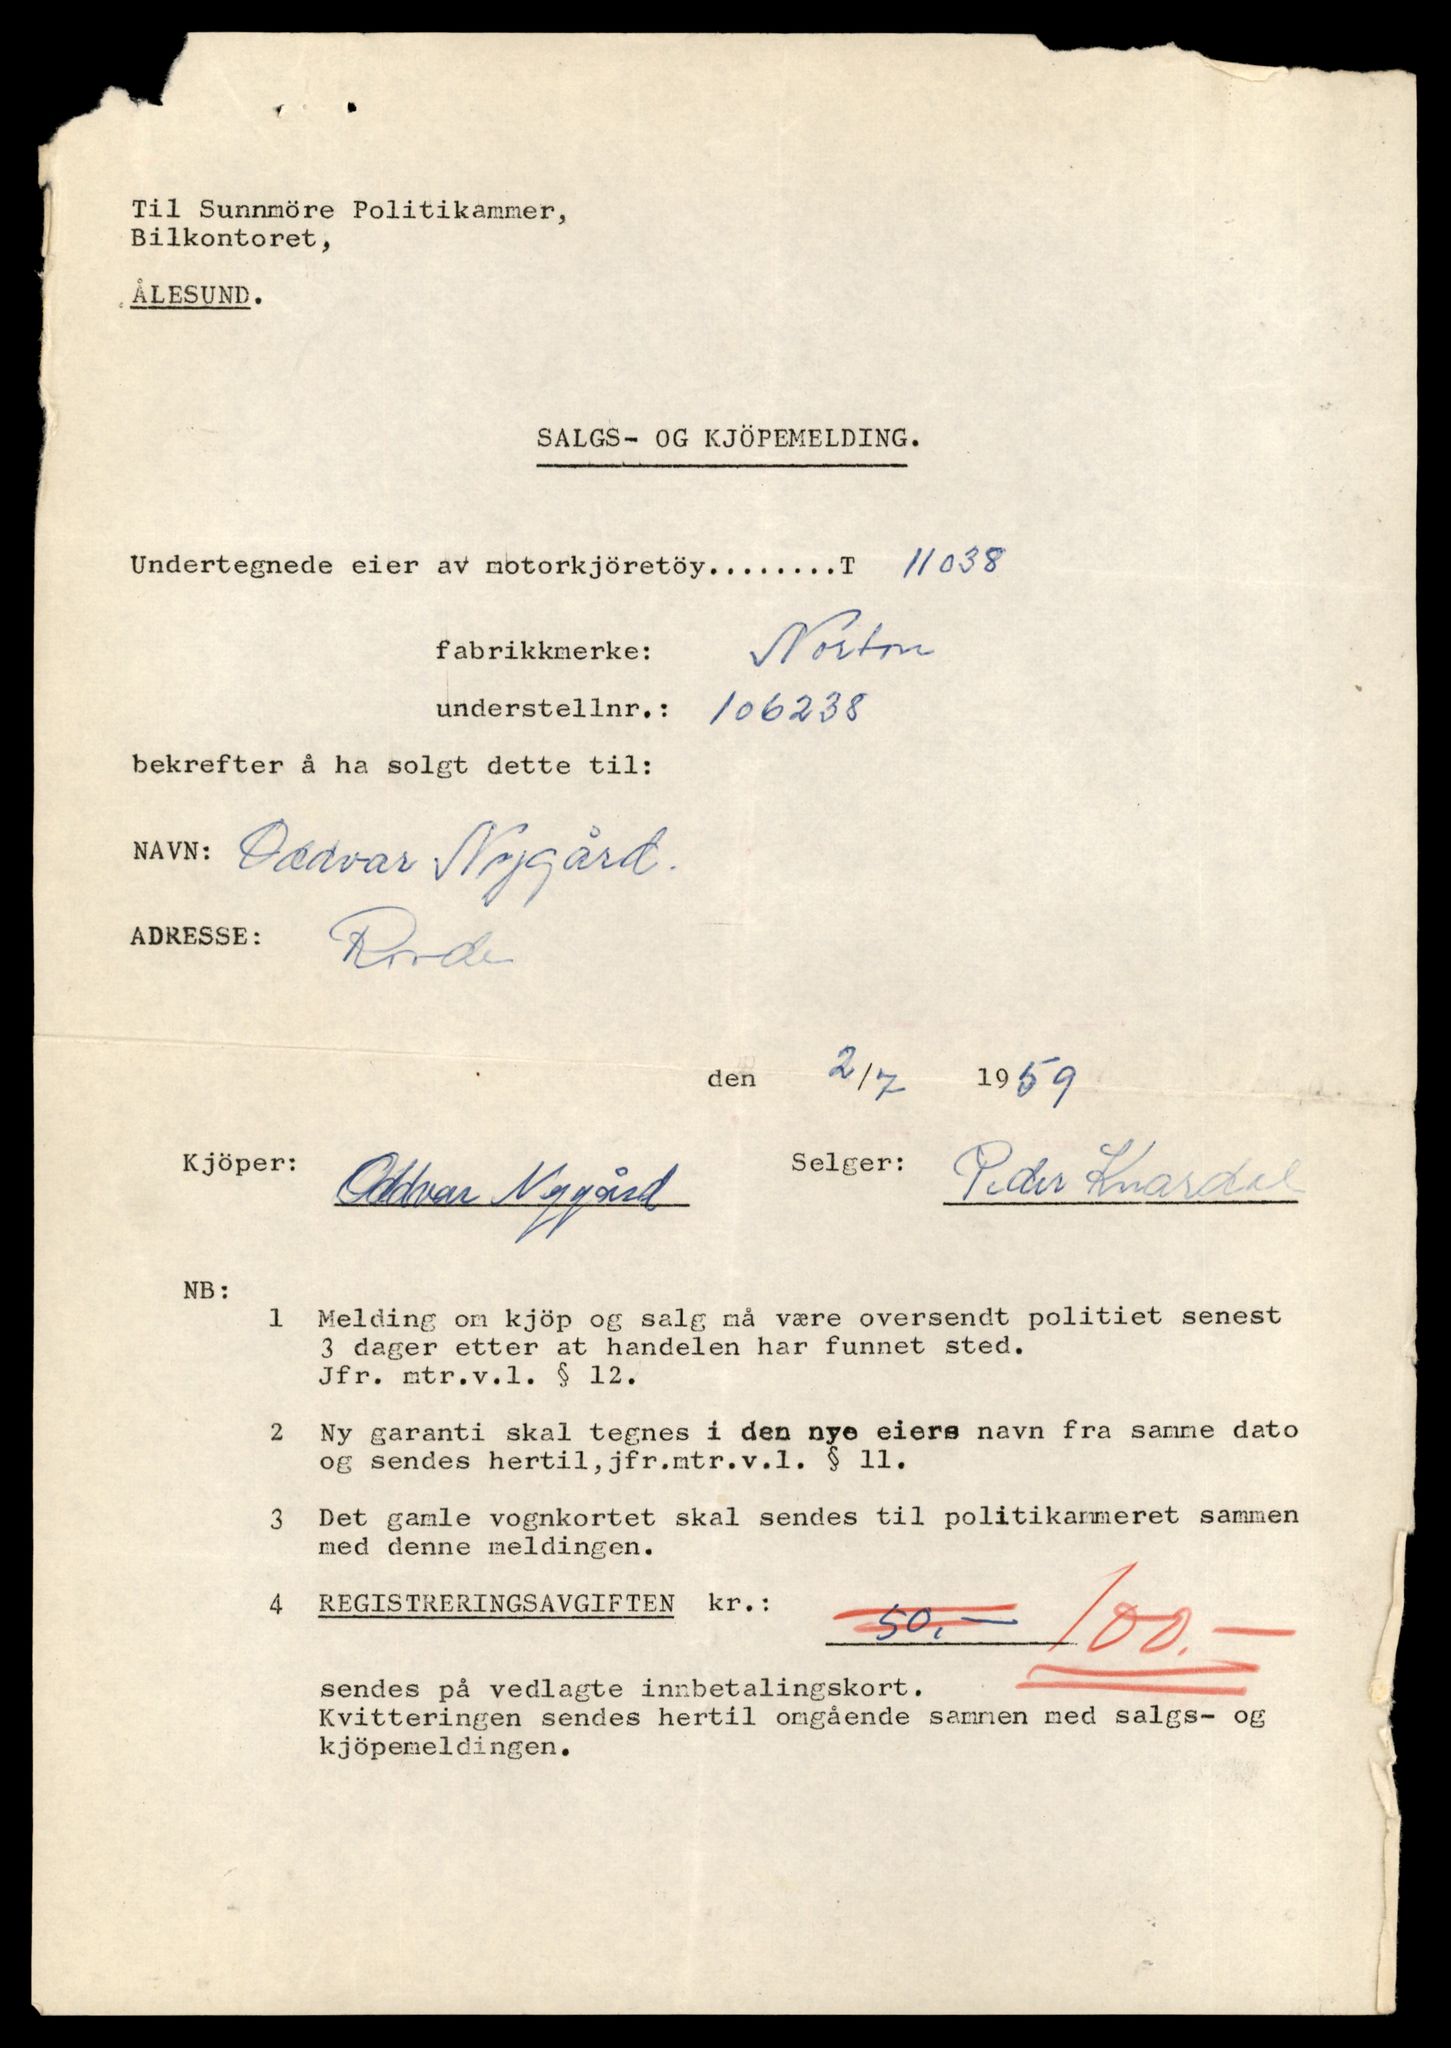 Til Sunnmöre Politikammer,
Bilkontoret,
ÅLESUND.
SALGS- OG KJÖPEMELDING.
Undertegnede eier av motorkjöretöy........T 11038
fabrikkmerke: Norton
understellnr.: 106238
bekrefter å ha solgt dette til:
NAVN: Oddvar Nygård.
ADRESSE:
den 2/7 1959
Kjöper: Oddvar Nygård Selger: Peder Knardal
NB:
1 Melding om kjöp og salg må være oversendt politiet senest
3 dager etter at handelen har funnet sted.
Jfr. mtr.v.l. § 12.
2 Ny garanti skal tegnes i den nye eiers navn fra samme dato
og sendes hertil,jfr.mtr.v.l. § 11.
3 Det gamle vognkortet skal sendes til politikammeret sammen
med denne meldingen.
4 REGISTRERINGSAVGIFTEN kr.: 50.- 100.-
sendes på vedlagte innbetalingskort.
Kvitteringen sendes hertil omgående sammen med salgs- og
kjöpemeldingen.